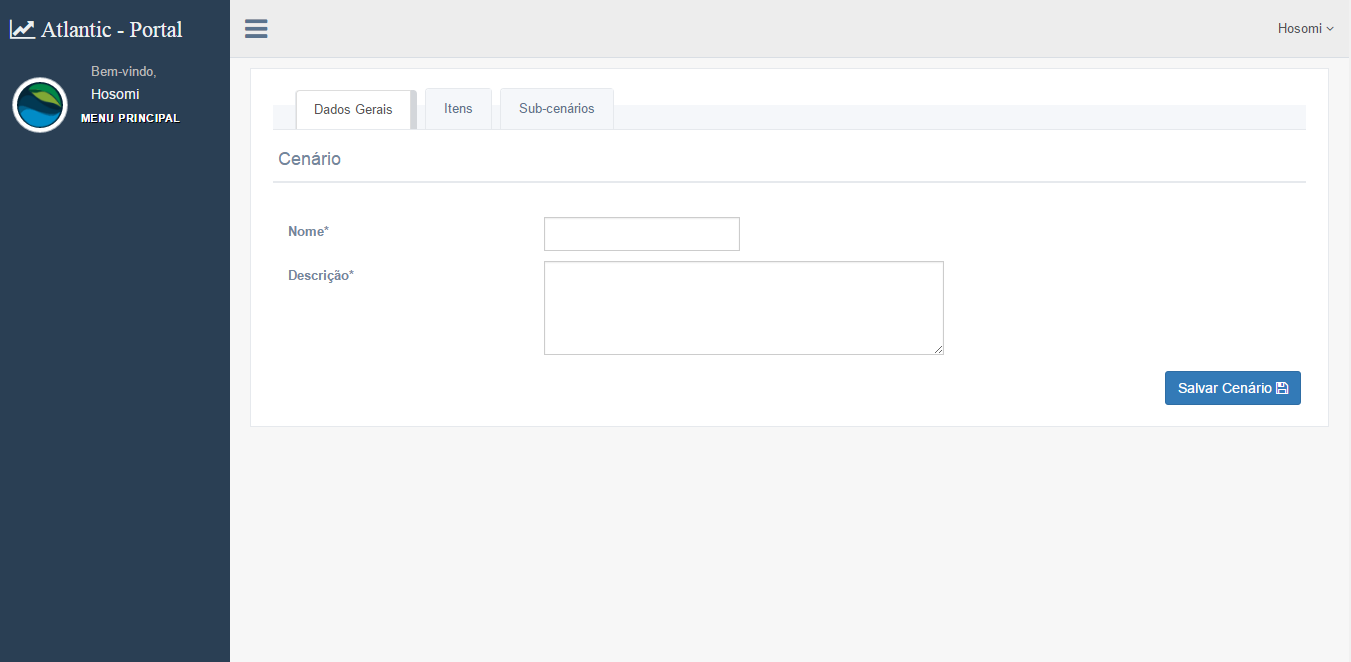 Atlantic - Portal
Hosomi
Bem-vindo,
Hosomi
MENU PRINCIPAL
Dados Gerais
Itens
Sub-cenários
Cenário
Nome*
Descrição*
Salvar Cenário